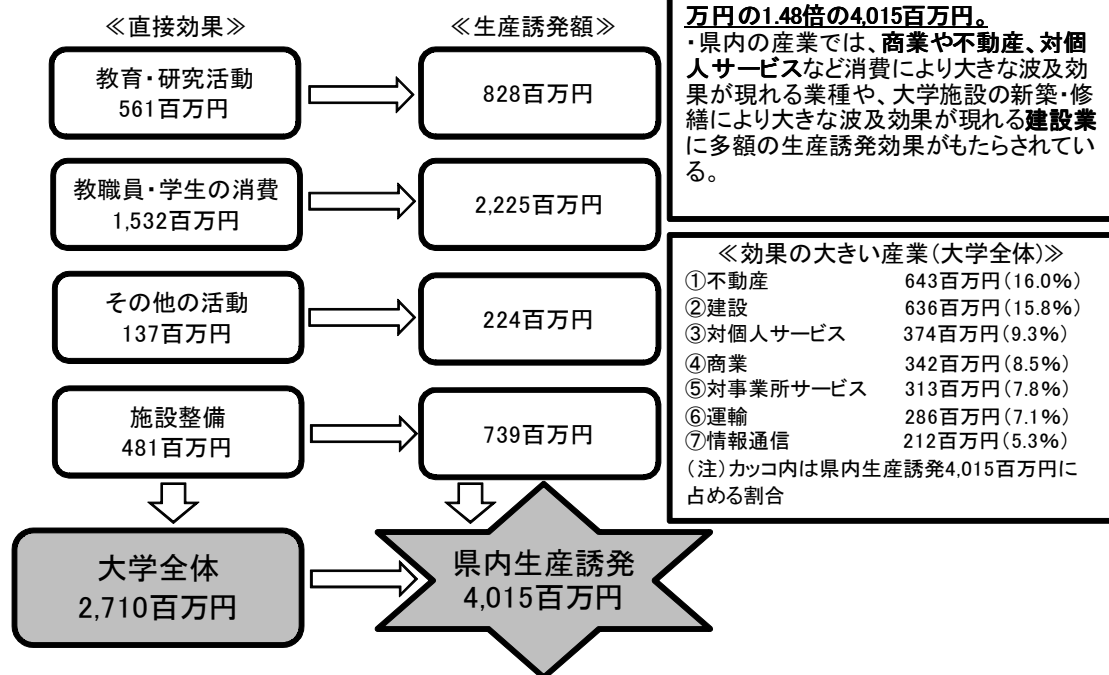 ≪直接効果≫
≪生産誘発額≫
教育・研究活動
561百万円
828百万円
教職員・学生の消費
1,532百万円
2,225百万円
その他の活動
137百万円
224百万円
施設整備
481百万円
739百万円
大学全体
2,710百万円
県内生産誘発
4,015百万円
万円の1.48倍の4,015百万円。
・県内の産業では、商業や不動産、対個
人サービスなど消費により大きな波及効
果が現れる業種や、大学施設の新築・修
繕により大きな波及効果が現れる建設業
に多額の生産誘発効果がもたらされてい
る。
≪効果の大きい産業(大学全体)≫
①不動産 643百万円(16.0%)
②建設 636百万円(15.8%)
③対個人サービス 374百万円(9.3%)
④商業 342百万円(8.5%)
⑤対事業所サービス 313百万円(7.8%)
⑥運輸 286百万円(7.1%)
⑦情報通信 212百万円(5.3%)
(注)カッコ内は県内生産誘発4,015百万円に
占める割合